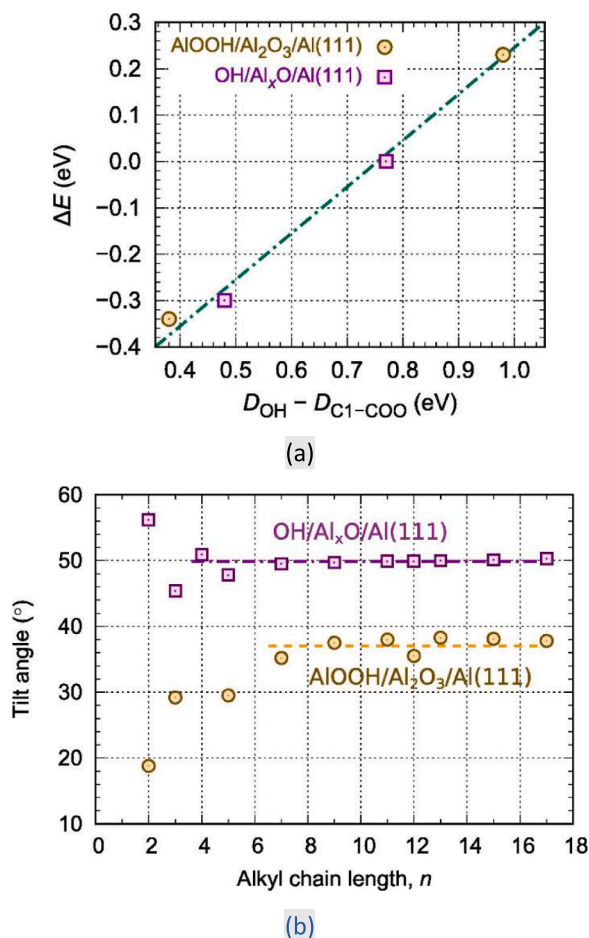 AlOOH/Al₂O₃/Al(111)
OH/AlₓO/Al(111)
0.3
0.2
0.1
0.0
−0.1
−0.2
−0.3
−0.4
ΔE (eV)
0.4 0.5 0.6 0.7 0.8 0.9 1.0
D_OH − D_C1−COO (eV)
(a)
60
50
40
30
20
10
Tilt angle (°)
OH/AlₓO/Al(111)
AlOOH/Al₂O₃/Al(111)
0 2 4 6 8 10 12 14 16 18
Alkyl chain length, n
(b)